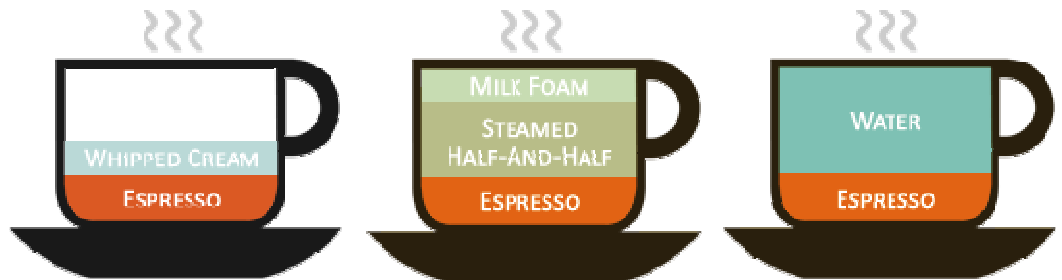 Whipped Cream
Espresso
Milk Foam
Steamed
Half-And-Half
Espresso
Water
Espresso